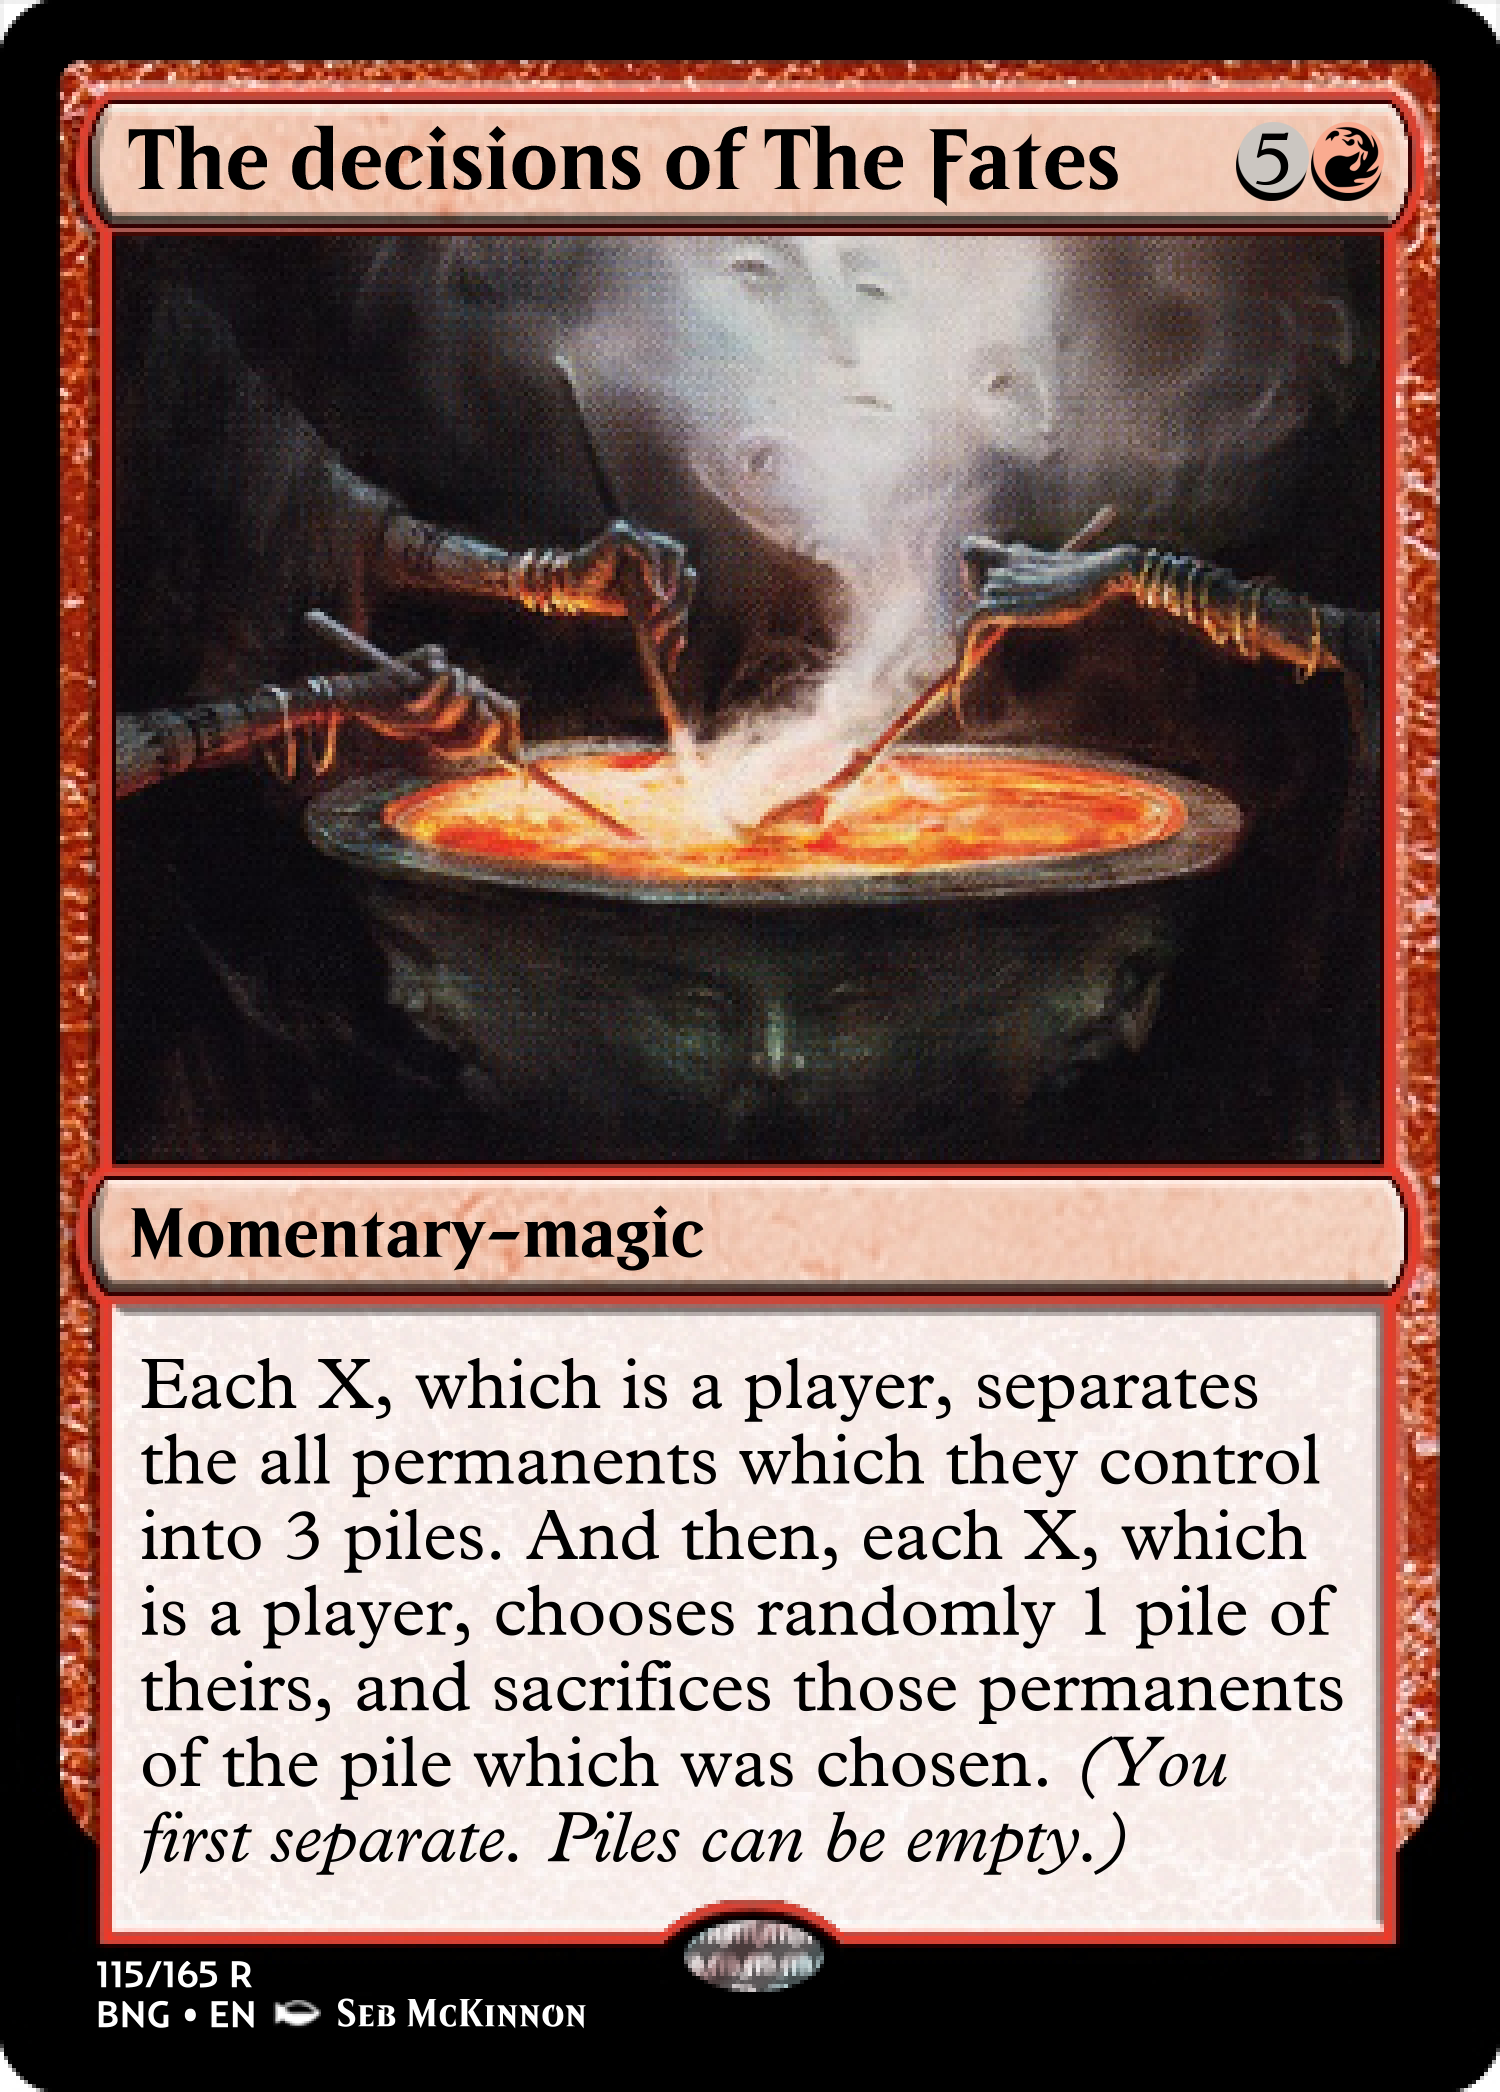 The decisions of The Fates 5
Momentary-magic
Each X, which is a player, separates
the all permanents which they control
into 3 piles. And then, each X, which
is a player, chooses randomly 1 pile of
theirs, and sacrifices those permanents
of the pile which was chosen. (You
first separate. Piles can be empty.)
115/165 R
BNG • EN Seb McKinnon